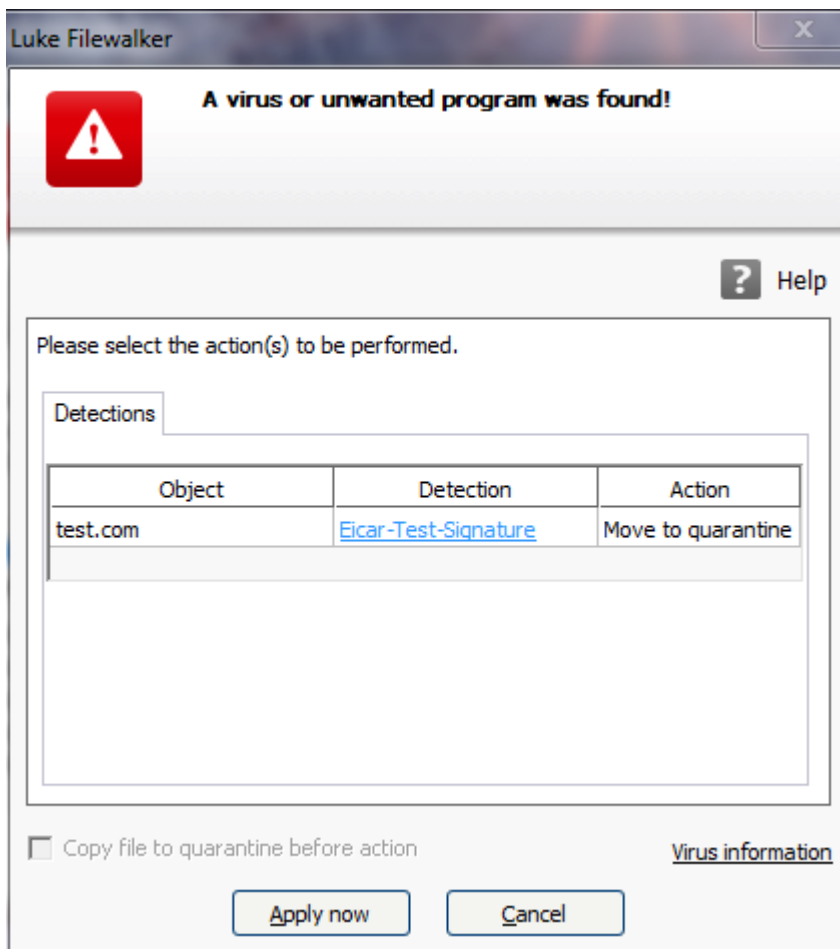 Luke Filewalker
x
A virus or unwanted program was found!
? Help
Please select the action(s) to be performed.
Detections
Object Detection Action
test.com Eicar-Test-Signature Move to quarantine
Copy file to quarantine before action Virus information
Apply now Cancel